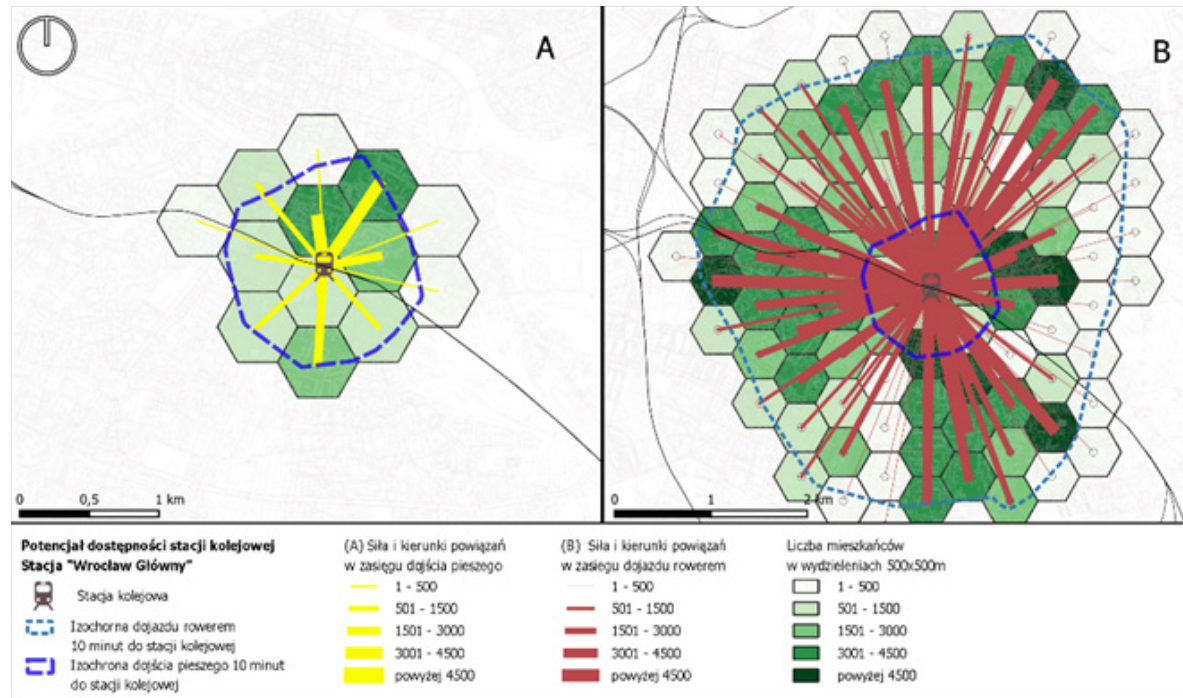 A
B
0 0,5 1 km
0 1 2 km
Potencjał dostępności stacji kolejowej
Stacja "Wrocław Główny"
Stacja kolejowa
Izochorna dojazdu rowerem
10 minut do stacji kolejowej
Izochrona dojścia pieszego 10 minut
do stacji kolejowej
(A) Siła i kierunki powiązań
w zasięgu dojścia pieszego
1 - 500
501 - 1500
1501 - 3000
3001 - 4500
powyżej 4500
(B) Siła i kierunki powiązań
w zasięgu dojazdu rowerem
1 - 500
501 - 1500
1501 - 3000
3001 - 4500
powyżej 4500
Liczba mieszkańców
w wydzieleniach 500x500m
1 - 500
501 - 1500
1501 - 3000
3001 - 4500
powyżej 4500